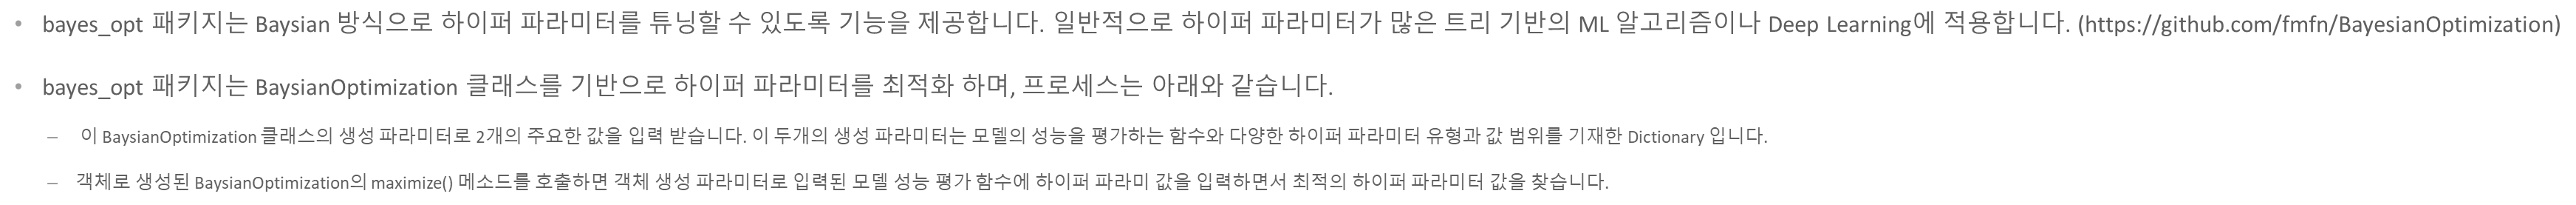 • bayes_opt 패키지는 Baysian 방식으로 하이퍼 파라미터를 튜닝할 수 있도록 기능을 제공합니다. 일반적으로 하이퍼 파라미터가 많은 트리 기반의 ML 알고리즘이나 Deep Learning에 적용합니다. (https://github.com/fmfn/BayesianOptimization)
• bayes_opt 패키지는 BaysianOptimization 클래스를 기반으로 하이퍼 파라미터를 최적화 하며, 프로세스는 아래와 같습니다.
– 이 BaysianOptimization 클래스의 생성 파라미터로 2개의 주요한 값을 입력 받습니다. 이 두개의 생성 파라미터는 모델의 성능을 평가하는 함수와 다양한 하이퍼 파라미터 유형과 값 범위를 기재한 Dictionary 입니다.
– 객체로 생성된 BaysianOptimization의 maximize() 메소드를 호출하면 객체 생성 파라미터로 입력된 모델 성능 평가 함수에 하이퍼 파라미 값을 입력하면서 최적의 하이퍼 파라미터 값을 찾습니다.